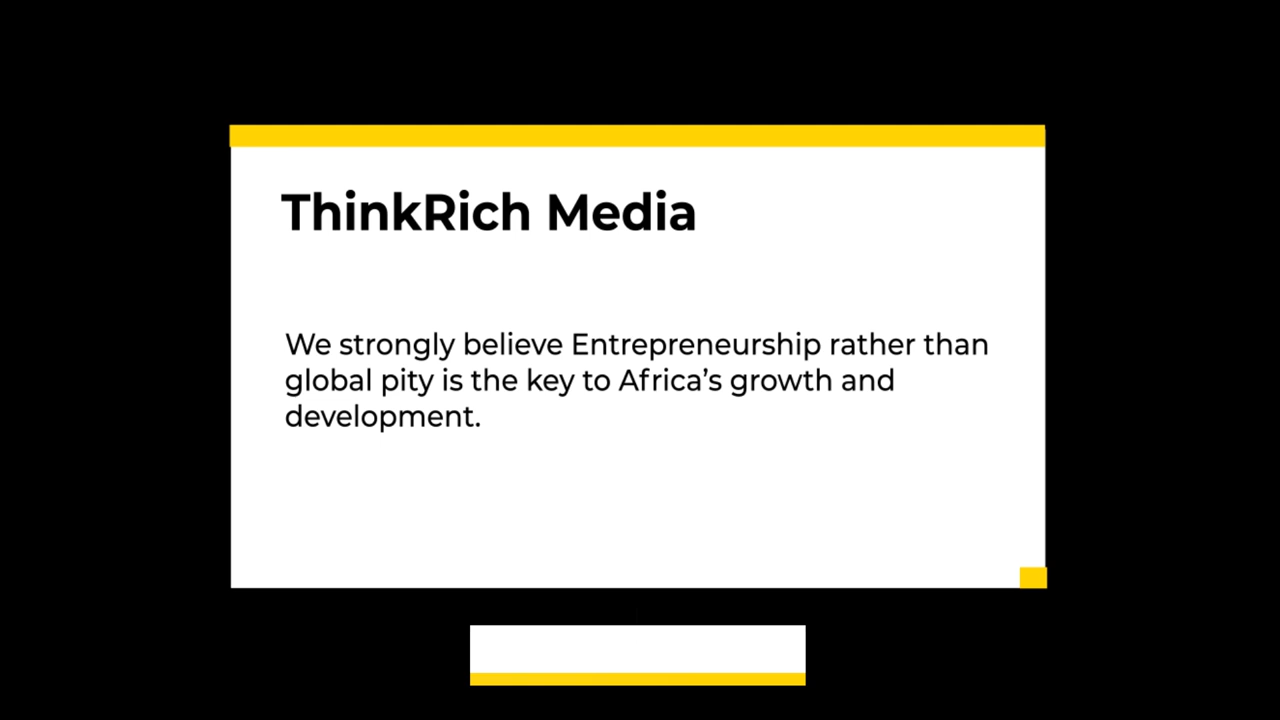 ThinkRich Media
We strongly believe Entrepreneurship rather than
global pity is the key to Africa’s growth and
development.